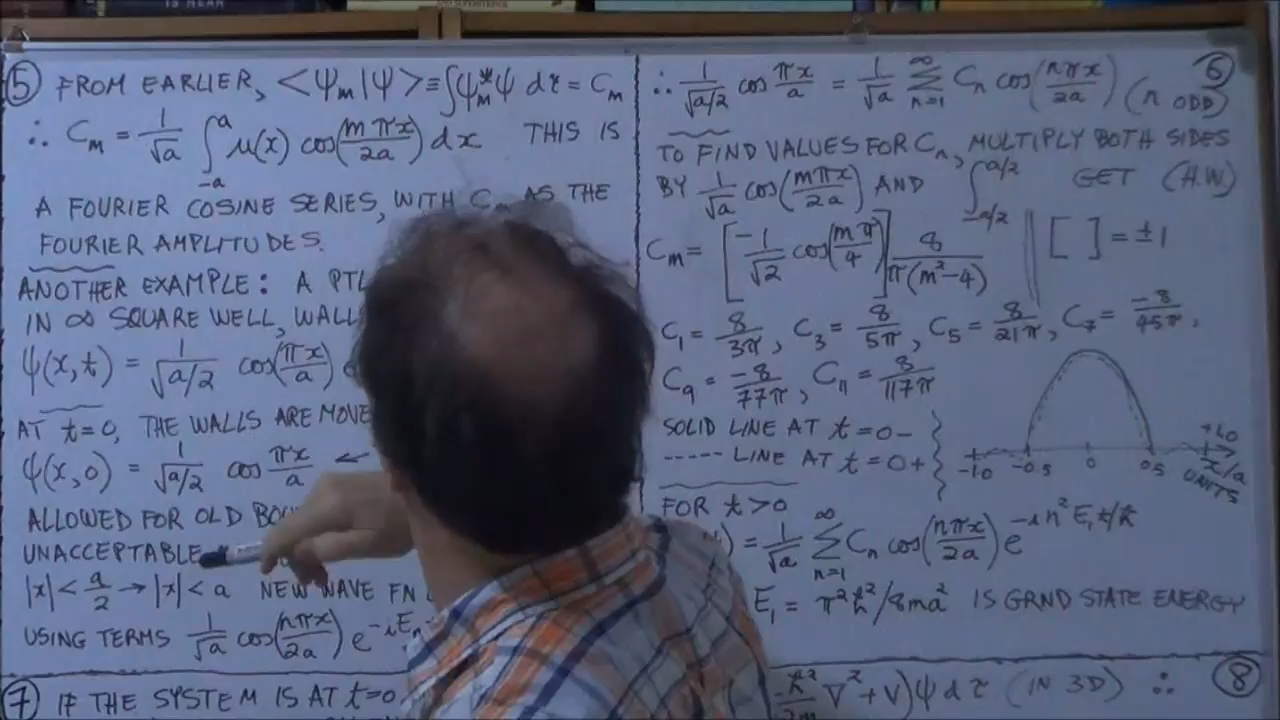 IS NEAR
⑤ FROM EARLIER, <Ψm|Ψ> ≡ ∫Ψm*Ψ dτ = Cm
∴ Cm = 1/√a ∫_{-a}^{a} u(x) cos(mπx/2a) dx THIS IS
A FOURIER COSINE SERIES, WITH C AS THE
FOURIER AMPLITUDES.
ANOTHER EXAMPLE: A PTL
IN ∞ SQUARE WELL, WALL
ψ(x,t) = 1/√(a/2) cos(πx/a)
AT t=0, THE WALLS ARE MOVE
ψ(x,0) = 1/√(a/2) cos πx/a ←
ALLOWED FOR OLD BO
UNACCEPTABLE
|x| < a/2 → |x| < a NEW WAVE FN
USING TERMS 1/√a cos(nπx/2a) e^{-iEn
⑥
∴ 1/√(a/2) cos πx/a = 1/√a Σ_{n=1}^{∞} Cn cos(nπx/2a) (n ODD)
TO FIND VALUES FOR Cn, MULTIPLY BOTH SIDES
BY 1/√a cos(mπx/2a) AND ∫_{-a/2}^{a/2} GET (H.W)
Cm = [-1/√2 cos(mπ/4)] 8/π(m²-4) || [ ] = ±1
C1 = 8/3π, C3 = 8/5π, C5 = 8/21π, C7 = -8/45π,
C9 = -8/77π, C11 = 8/117π
SOLID LINE AT t=0-
----- LINE AT t=0+
-1.0 -0.5 0 0.5 +1.0
x/a
UNITS
FOR t>0
) = 1/√a Σ_{n=1}^{∞} Cn cos(nπx/2a) e^{-in²E1t/ħ}
E1 = π²ħ²/8ma² IS GRND STATE ENERGY
⑦ IF THE SYSTEM IS AT t=0
-ħ²/2m ∇² + V)ψ dτ (IN 3D) ∴ ⑧